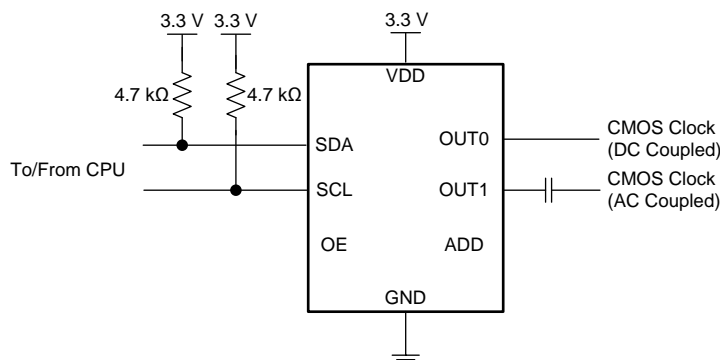 3.3 V 3.3 V 3.3 V
VDD
4.7 kΩ 4.7 kΩ
SDA OUT0 CMOS Clock
(DC Coupled)
To/From CPU
SCL OUT1 CMOS Clock
(AC Coupled)
OE ADD
GND